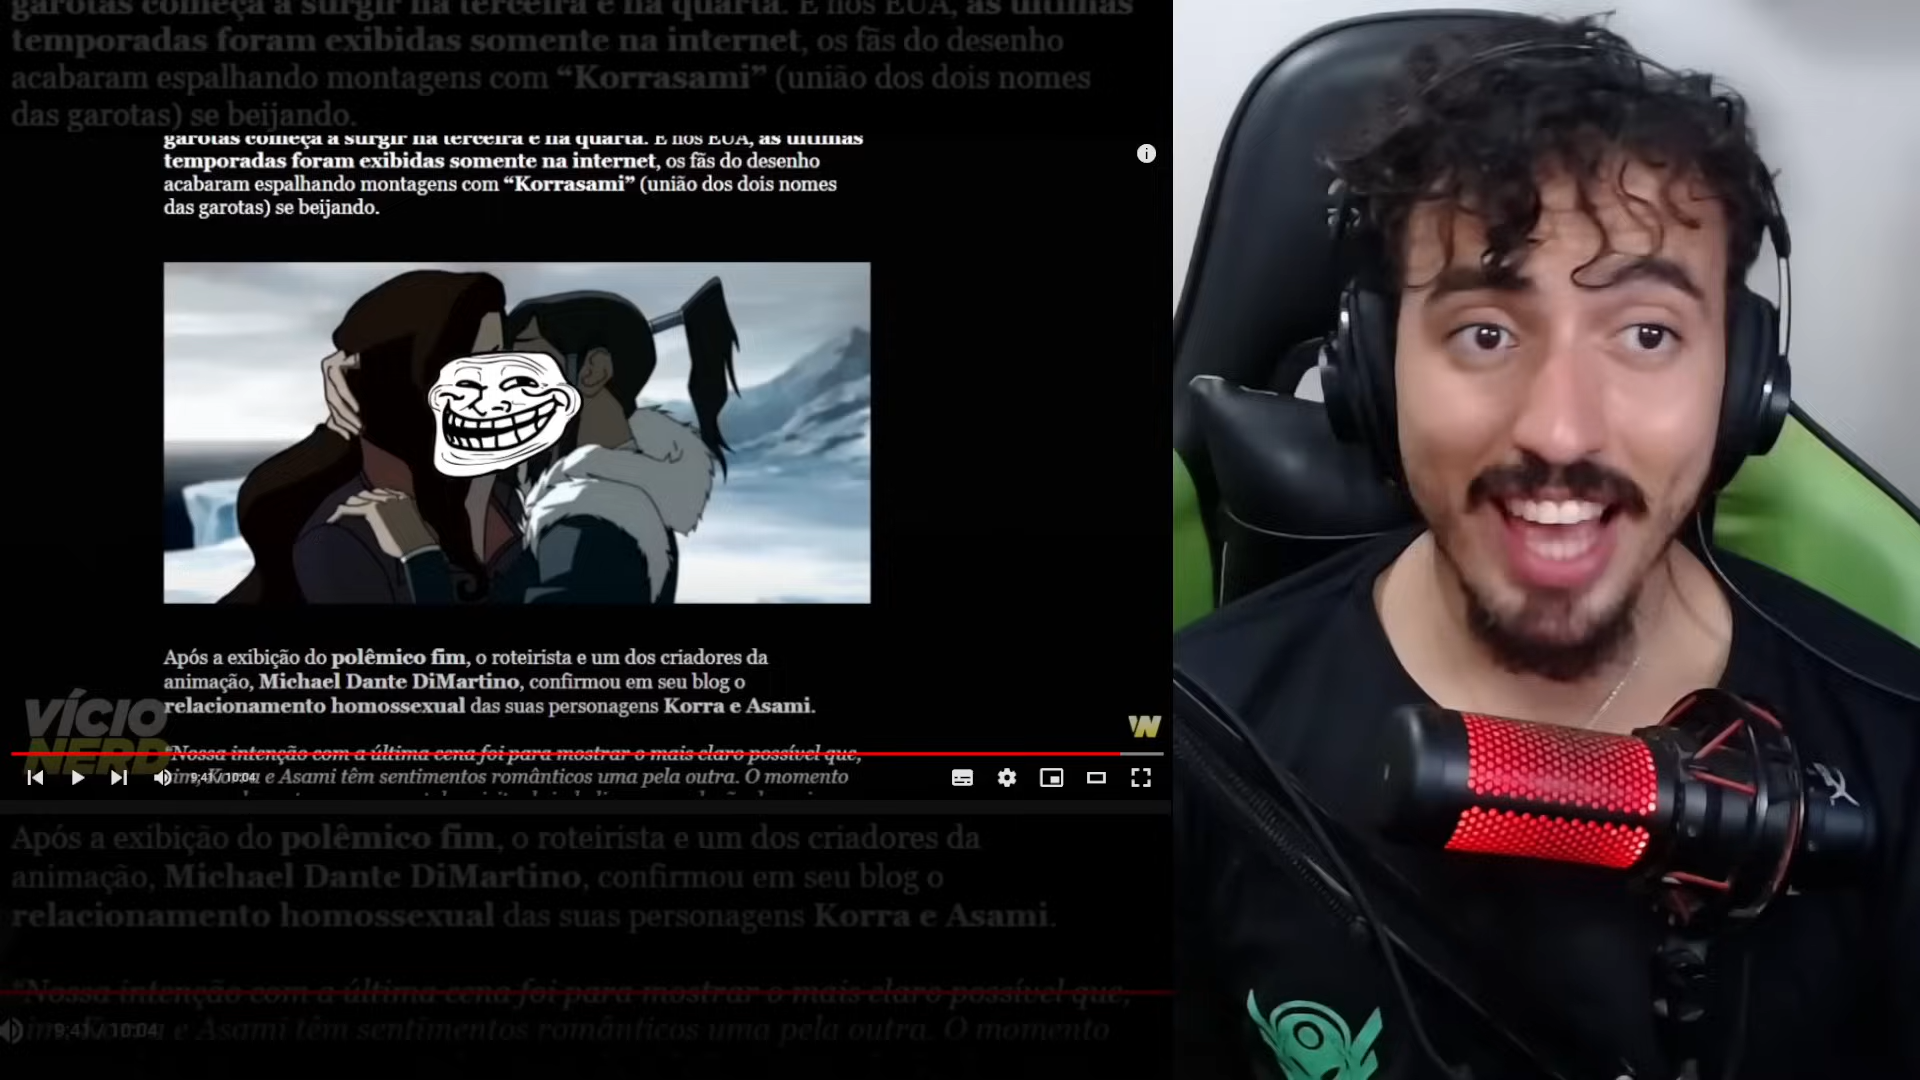 garotas começa a surgir na terceira e na quarta. E nos EUA, as últimas
temporadas foram exibidas somente na internet, os fãs do desenho
acabaram espalhando montagens com “Korrasami” (união dos dois nomes
das garotas) se beijando.
garotas começa a surgir na terceira e na quarta. E nos EUA, as últimas
temporadas foram exibidas somente na internet, os fãs do desenho
acabaram espalhando montagens com “Korrasami” (união dos dois nomes
das garotas) se beijando.
Após a exibição do polêmico fim, o roteirista e um dos criadores da
animação, Michael Dante DiMartino, confirmou em seu blog o
relacionamento homossexual das suas personagens Korra e Asami.
VÍCIO
NERD
W
“Nossa intenção com a última cena foi para mostrar o mais claro possível que,
sim, Korra e Asami têm sentimentos românticos uma pela outra. O momento
9:41 / 10:04
Após a exibição do polêmico fim, o roteirista e um dos criadores da
animação, Michael Dante DiMartino, confirmou em seu blog o
relacionamento homossexual das suas personagens Korra e Asami.
“Nossa intenção com a última cena foi para mostrar o mais claro possível que,
e Asami têm sentimentos românticos uma pela outra. O momento
9:41 / 10:04